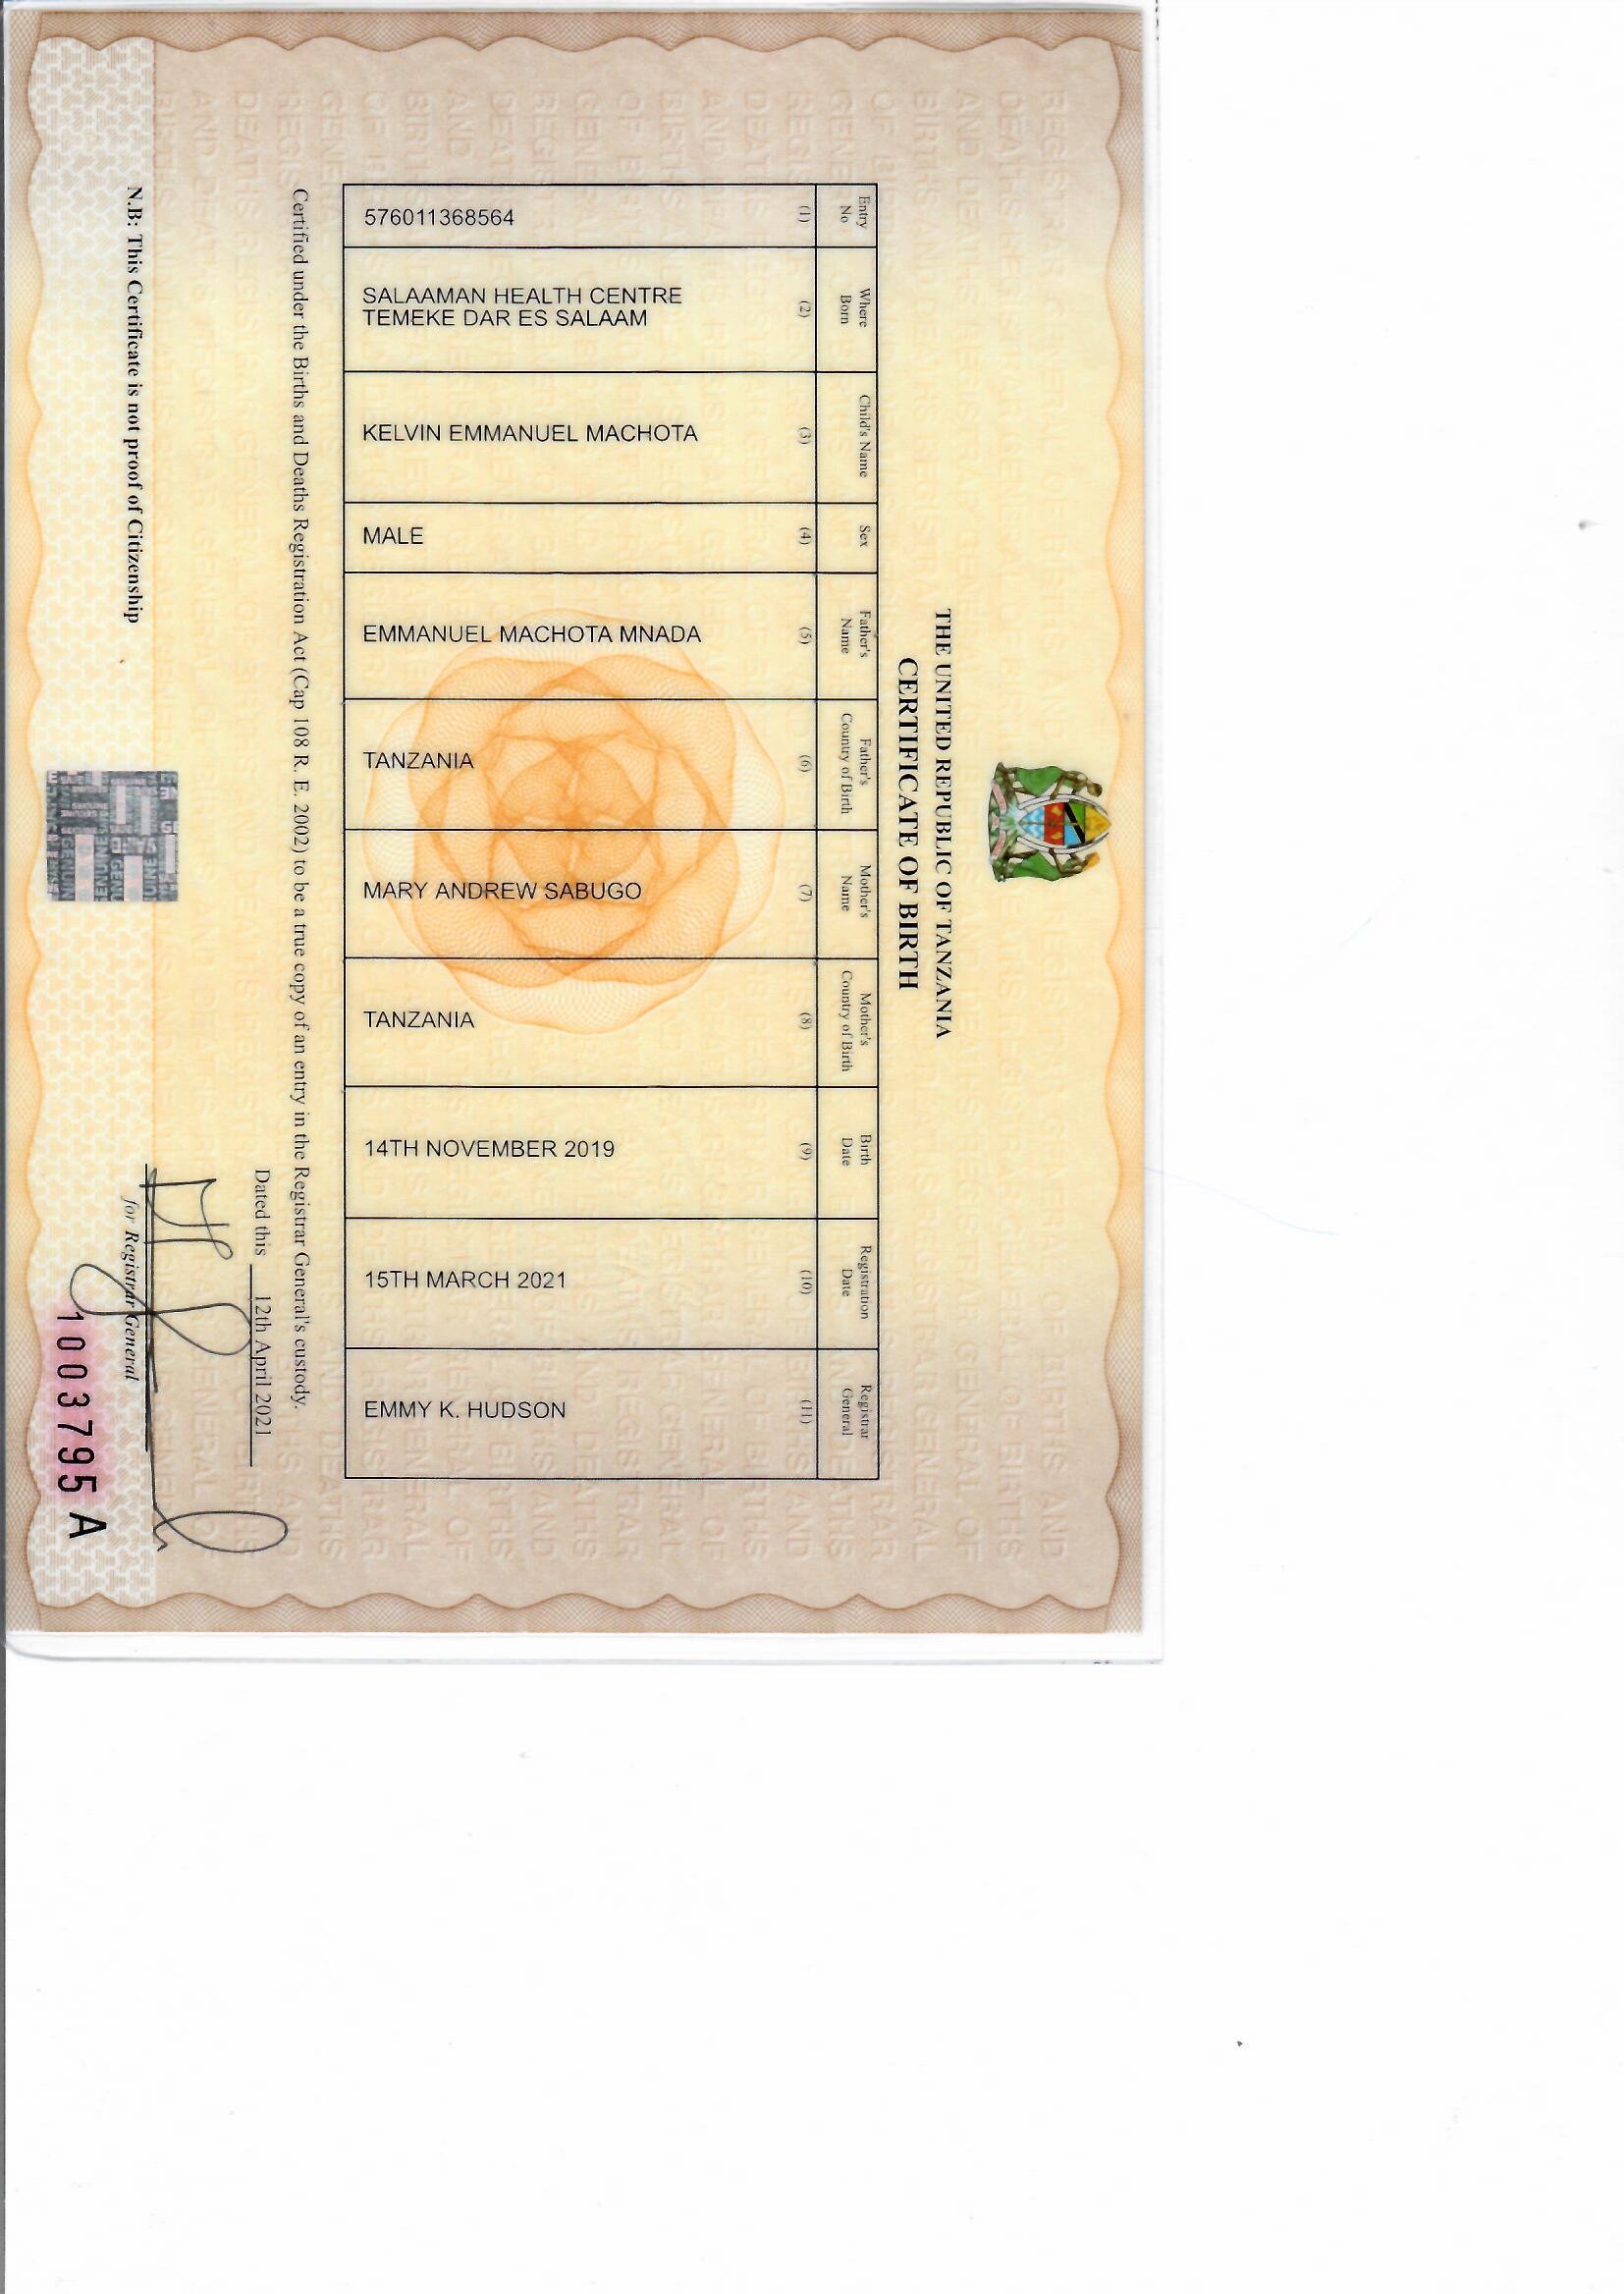 THE UNITED REPUBLIC OF TANZANIA
CERTIFICATE OF BIRTH
Entry No
(1)
576011368564
Where Born
(2)
SALAAMAN HEALTH CENTRE
TEMEKE DAR ES SALAAM
Child's Name
(3)
KELVIN EMMANUEL MACHOTA
Sex
(4)
MALE
Father's Name
(5)
EMMANUEL MACHOTA MNADA
Father's Country of Birth
(6)
TANZANIA
Mother's Name
(7)
MARY ANDREW SABUGO
Mother's Country of Birth
(8)
TANZANIA
Birth Date
(9)
14TH NOVEMBER 2019
Registration Date
(10)
15TH MARCH 2021
Registrar General
(11)
EMMY K. HUDSON
Certified under the Births and Deaths Registration Act (Cap 108 R. E. 2002) to be a true copy of an entry in the Registrar General's custody.
Dated this 12th April 2021
for Registrar General
N.B: This Certificate is not proof of Citizenship
1003795 A